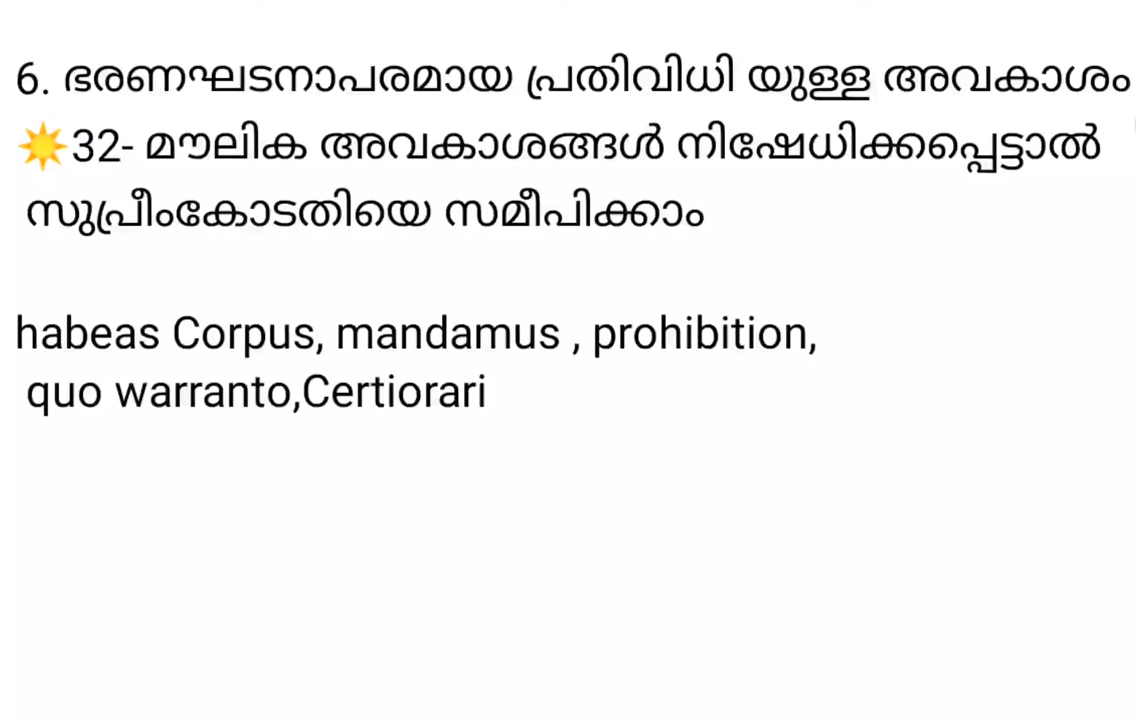 6. ഭരണഘടനാപരമായ പ്രതിവിധി യുള്ള അവകാശം
☀️32- മൗലിക അവകാശങ്ങൾ നിഷേധിക്കപ്പെട്ടാൽ
സുപ്രീംകോടതിയെ സമീപിക്കാം
habeas Corpus, mandamus , prohibition,
quo warranto,Certiorari